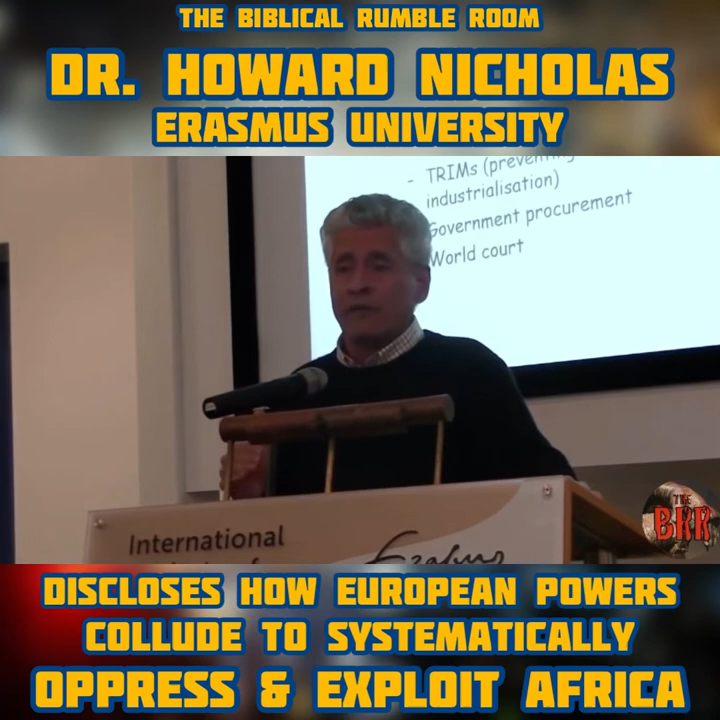 THE BIBLICAL RUMBLE ROOM
DR. HOWARD NICHOLAS
ERASMUS UNIVERSITY
- TRIMs (preventing
industrialisation)
Government procurement
World court
International
Erasmus
THE
BRR
DISCLOSES HOW EUROPEAN POWERS
COLLUDE TO SYSTEMATICALLY
OPPRESS & EXPLOIT AFRICA